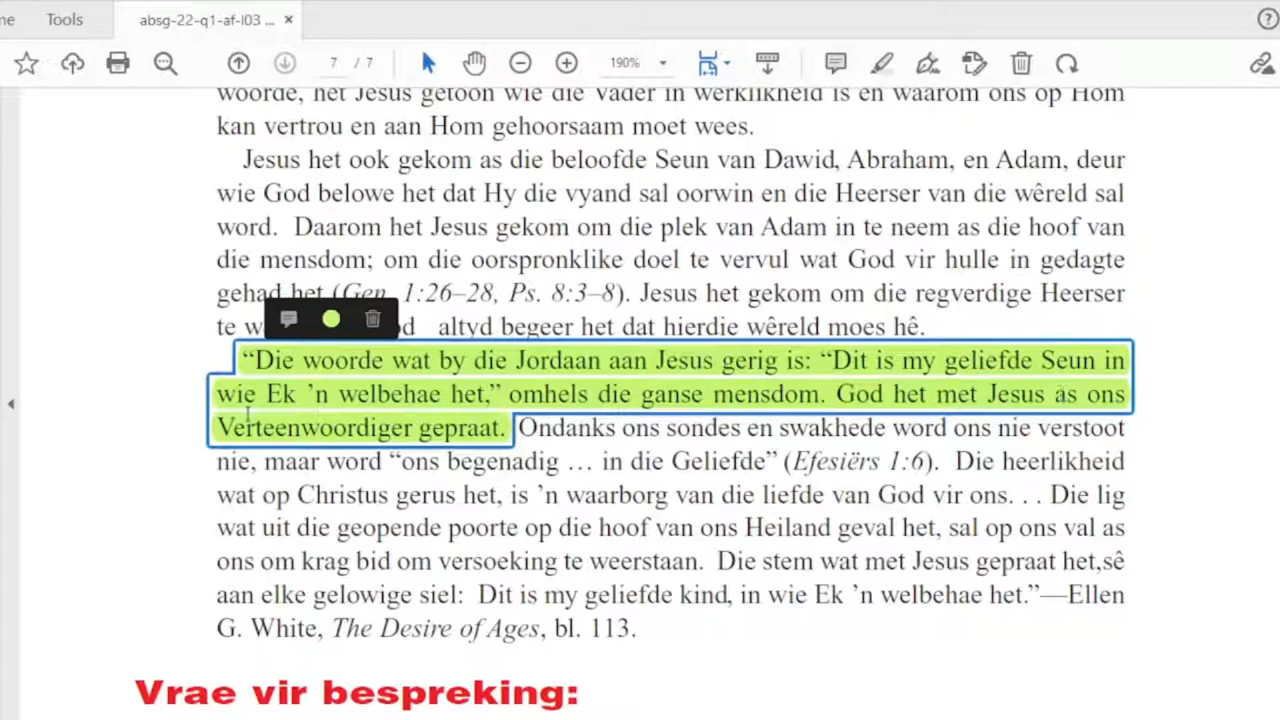 me Tools absg-22-q1-af-l03 ... ×
7 / 7 190%
woorde, het Jesus getoon wie die Vader in werklikheid is en waarom ons op Hom
kan vertrou en aan Hom gehoorsaam moet wees.
Jesus het ook gekom as die beloofde Seun van Dawid, Abraham, en Adam, deur
wie God belowe het dat Hy die vyand sal oorwin en die Heerser van die wêreld sal
word. Daarom het Jesus gekom om die plek van Adam in te neem as die hoof van
die mensdom; om die oorspronklike doel te vervul wat God vir hulle in gedagte
gehad het (Gen. 1:26–28, Ps. 8:3–8). Jesus het gekom om die regverdige Heerser
te altyd begeer het dat hierdie wêreld moes hê.
“Die woorde wat by die Jordaan aan Jesus gerig is: “Dit is my geliefde Seun in
wie Ek ’n welbehae het,” omhels die ganse mensdom. God het met Jesus as ons
Verteenwoordiger gepraat. Ondanks ons sondes en swakhede word ons nie verstoot
nie, maar word “ons begenadig … in die Geliefde” (Efesiërs 1:6). Die heerlikheid
wat op Christus gerus het, is ’n waarborg van die liefde van God vir ons. . . Die lig
wat uit die geopende poorte op die hoof van ons Heiland geval het, sal op ons val as
ons om krag bid om versoeking te weerstaan. Die stem wat met Jesus gepraat het,sê
aan elke gelowige siel: Dit is my geliefde kind, in wie Ek ’n welbehae het.”—Ellen
G. White, The Desire of Ages, bl. 113.
Vrae vir bespreking: